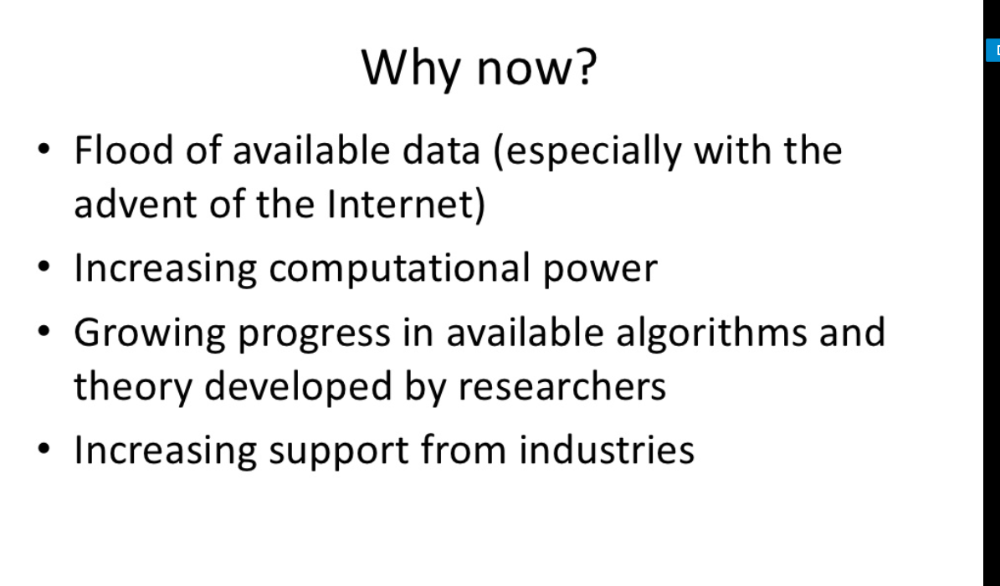 Why now?
• Flood of available data (especially with the
advent of the Internet)
• Increasing computational power
• Growing progress in available algorithms and
theory developed by researchers
• Increasing support from industries